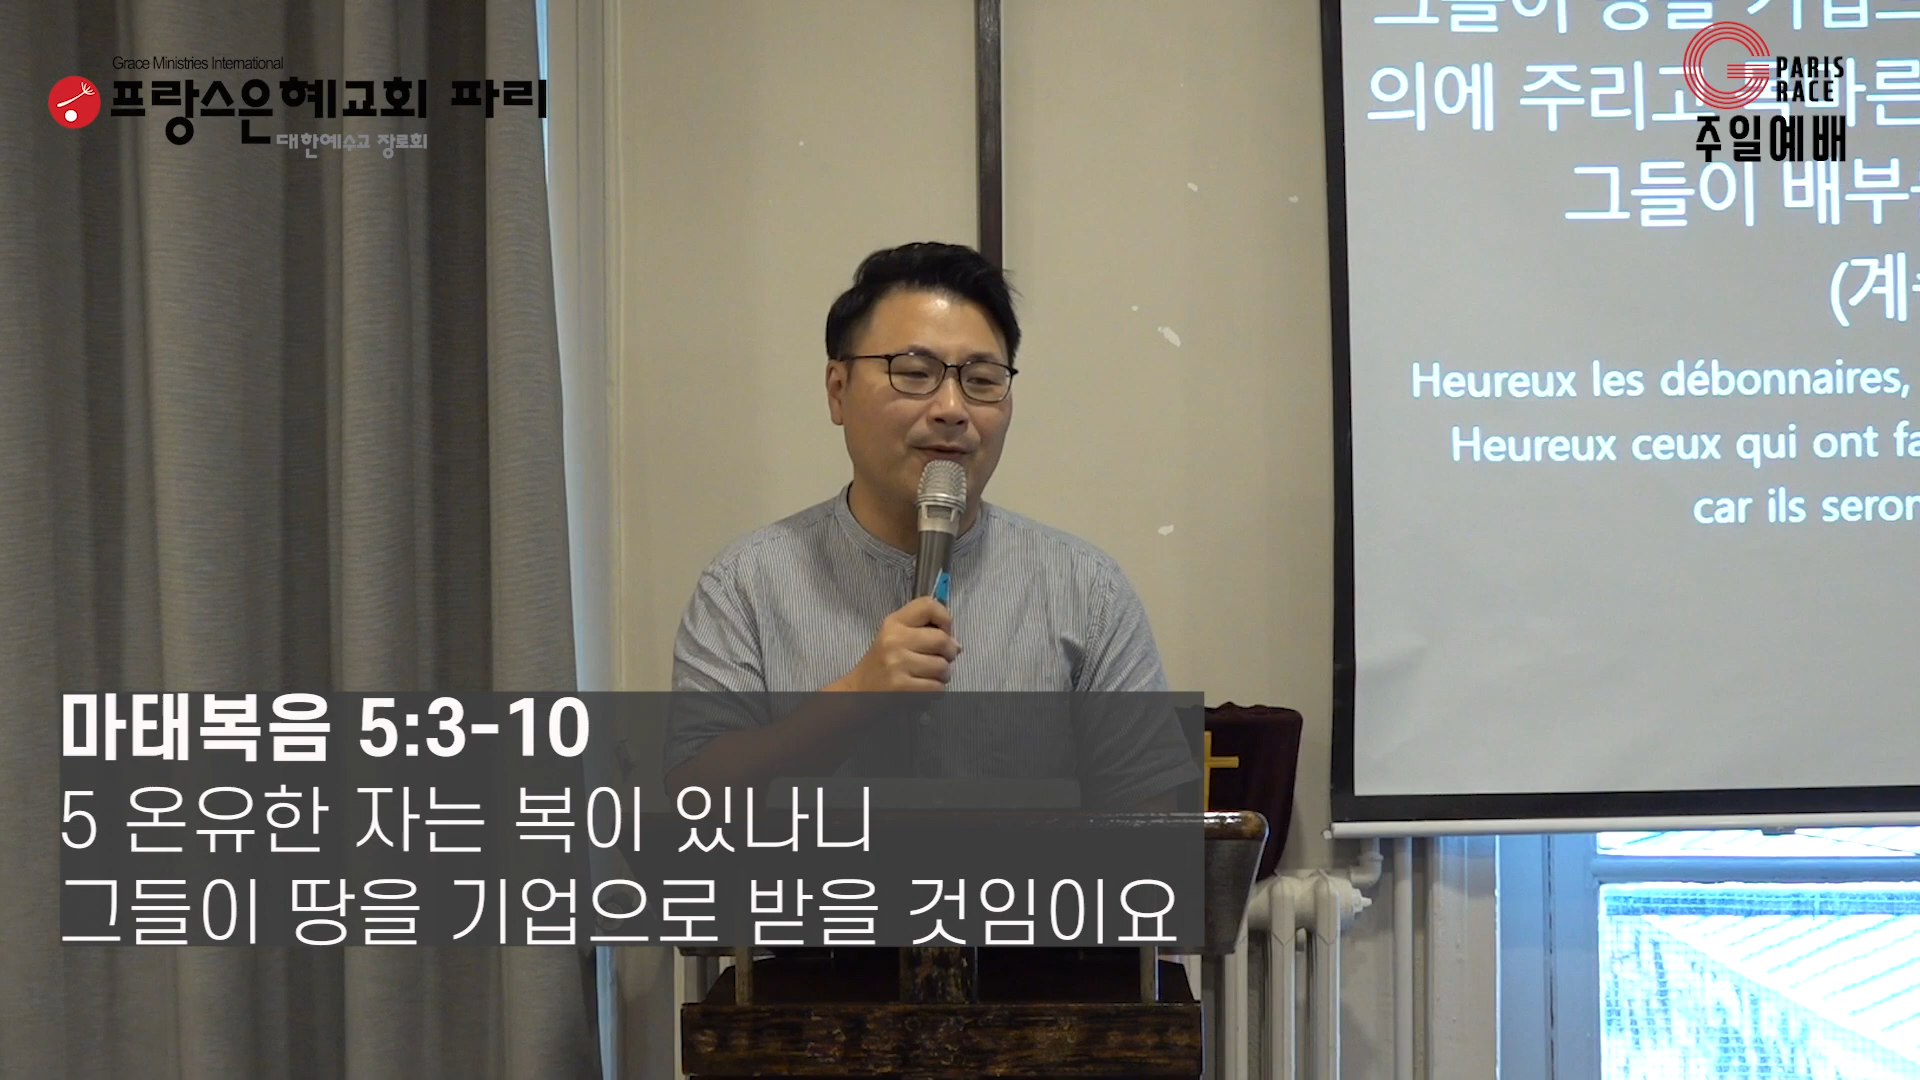 Grace Ministries International
프랑스은혜교회 파리
대한예수교 장로회
PARIS
GRACE
주일예배
의에 주리고
그들이
Heureux les débonnaires,
Heureux ceux qui ont
car ils
마태복음 5:3-10
5 온유한 자는 복이 있나니
그들이 땅을 기업으로 받을 것임이요